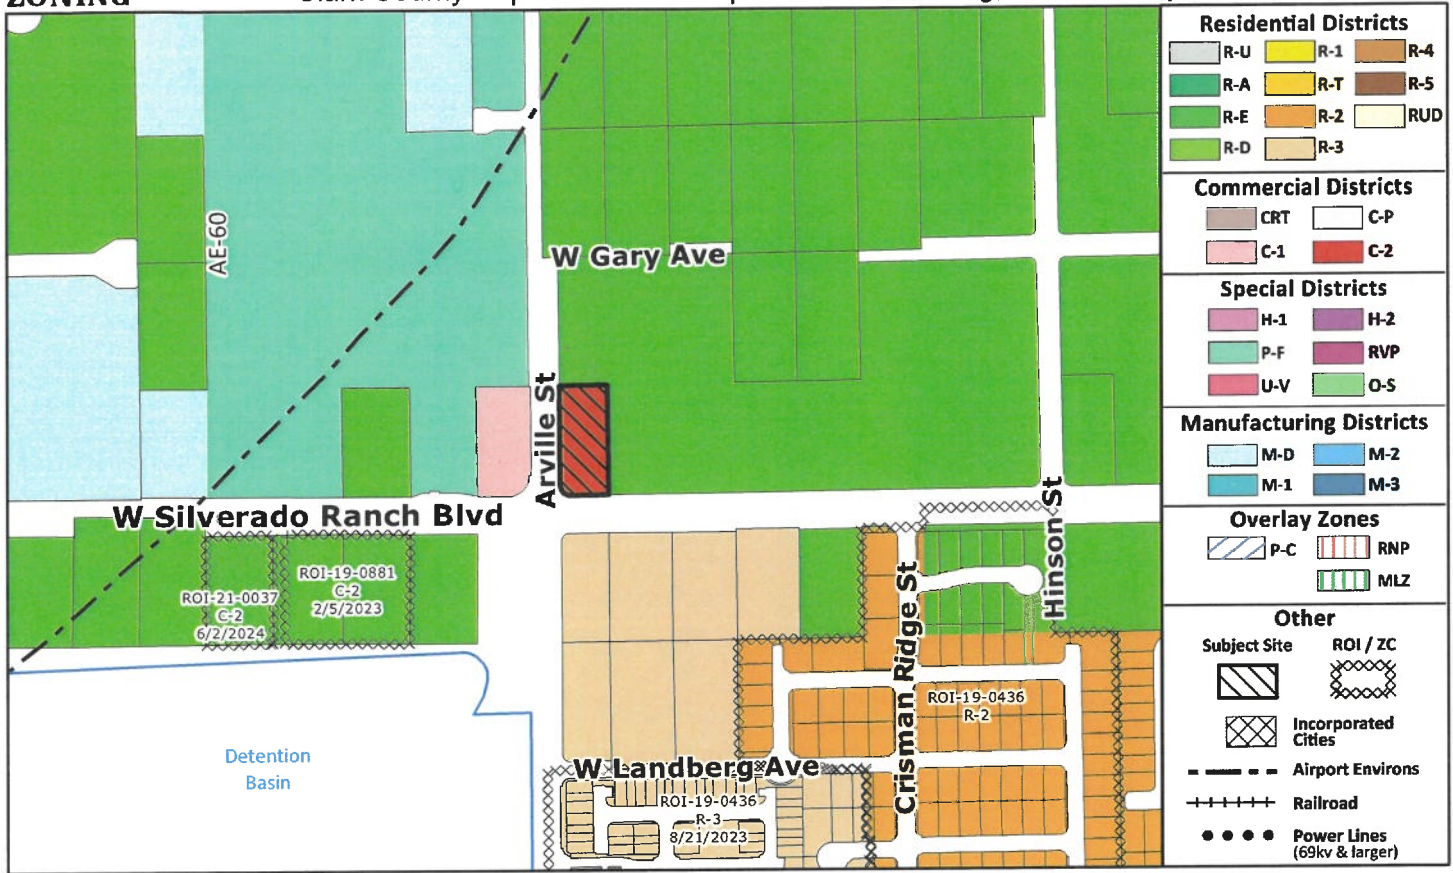 ZONING
AE-60
W Gary Ave
Arville St
W Silverado Ranch Blvd
ROI-21-0037
C-2
6/2/2024
ROI-19-0881
C-2
2/5/2023
Hinson St
Crisman Ridge St
ROI-19-0436
R-2
Detention
Basin
W Landberg Ave
ROI-19-0436
R-3
8/21/2023
Residential Districts
R-U R-1 R-4
R-A R-T R-5
R-E R-2 RUD
R-D R-3
Commercial Districts
CRT C-P
C-1 C-2
Special Districts
H-1 H-2
P-F RVP
U-V O-S
Manufacturing Districts
M-D M-2
M-1 M-3
Overlay Zones
P-C RNP
MLZ
Other
Subject Site ROI / ZC
Incorporated
Cities
Airport Environs
Railroad
Power Lines
(69kv & larger)